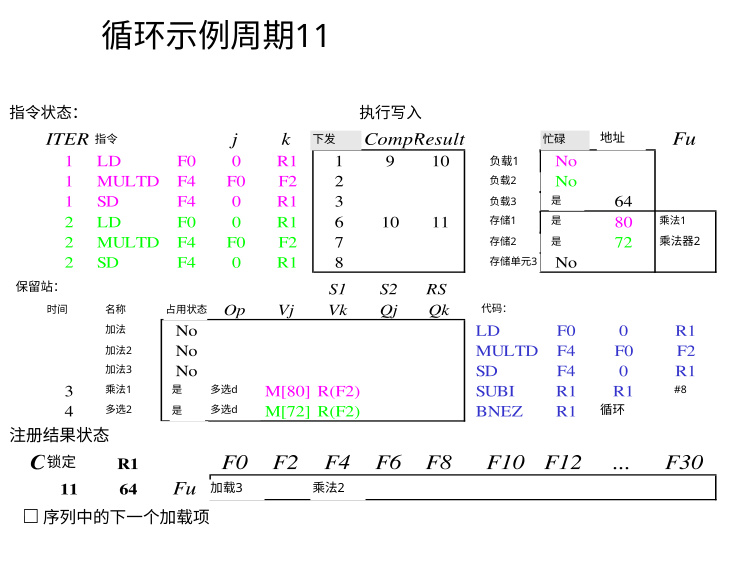 循环示例周期11
指令状态： 执行写入
ITER 指令 j k 下发 Comp Result 忙碌 地址 Fu
1 LD F0 0 R1 1 9 10 负载1 No
1 MULTD F4 F0 F2 2 负载2 No
1 SD F4 0 R1 3 负载3 是 64
2 LD F0 0 R1 6 10 11 存储1 是 80 乘法1
2 MULTD F4 F0 F2 7 存储2 是 72 乘法器2
2 SD F4 0 R1 8 存储单元3 No
保留站： S1 S2 RS
时间 名称 占用状态 Op Vj Vk Qj Qk 代码：
加法 No LD F0 0 R1
加法2 No MULTD F4 F0 F2
加法3 No SD F4 0 R1
3 乘法1 是 多选d M[80] R(F2) SUBI R1 R1 #8
4 多选2 是 多选d M[72] R(F2) BNEZ R1 循环
注册结果状态
C锁定 R1 F0 F2 F4 F6 F8 F10 F12 ... F30
11 64 Fu 加载3 乘法2
□ 序列中的下一个加载项